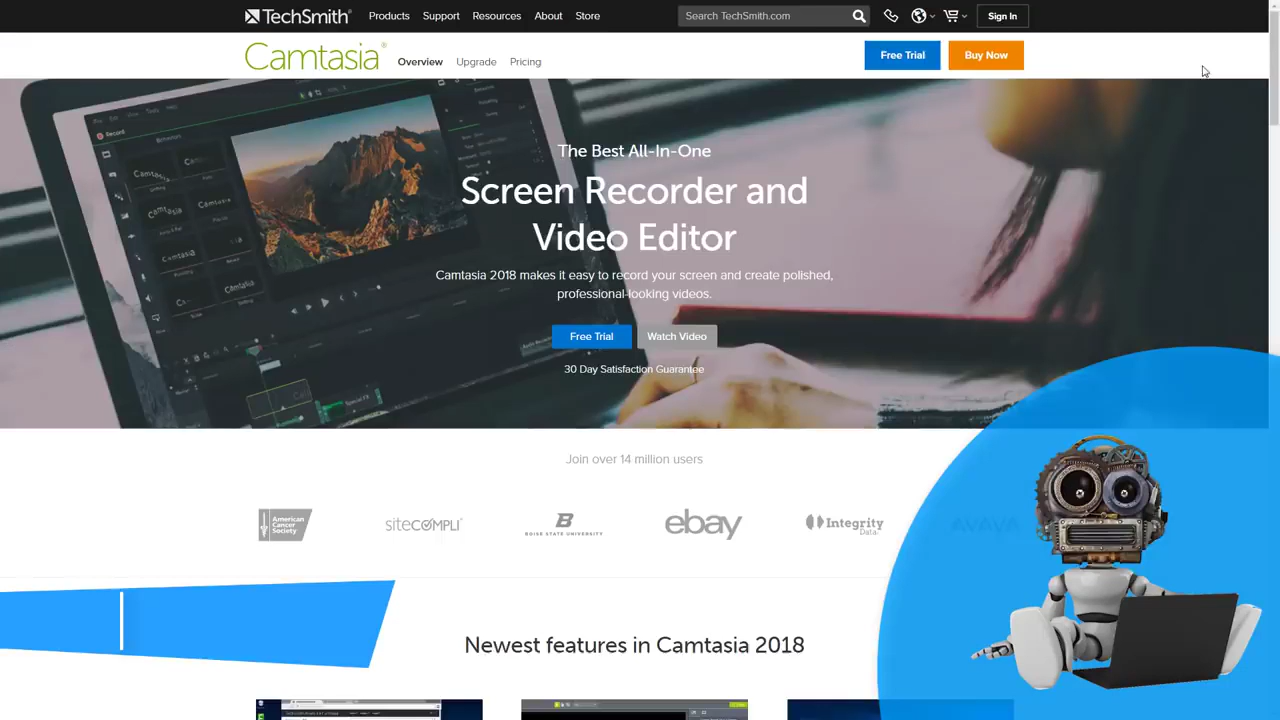 TechSmith®
Products
Support
Resources
About
Store
Search TechSmith.com
Sign In
Camtasia®
Overview
Upgrade
Pricing
Free Trial
Buy Now
Record
The Best All-In-One
Screen Recorder and
Video Editor
Camtasia 2018 makes it easy to record your screen and create polished,
professional-looking videos.
Free Trial
Watch Video
30 Day Satisfaction Guarantee
Join over 14 million users
American
Cancer
Society
siteCOMPLI
B
BOISE STATE UNIVERSITY
ebay
Integrity
Data
AVAYA
Newest features in Camtasia 2018